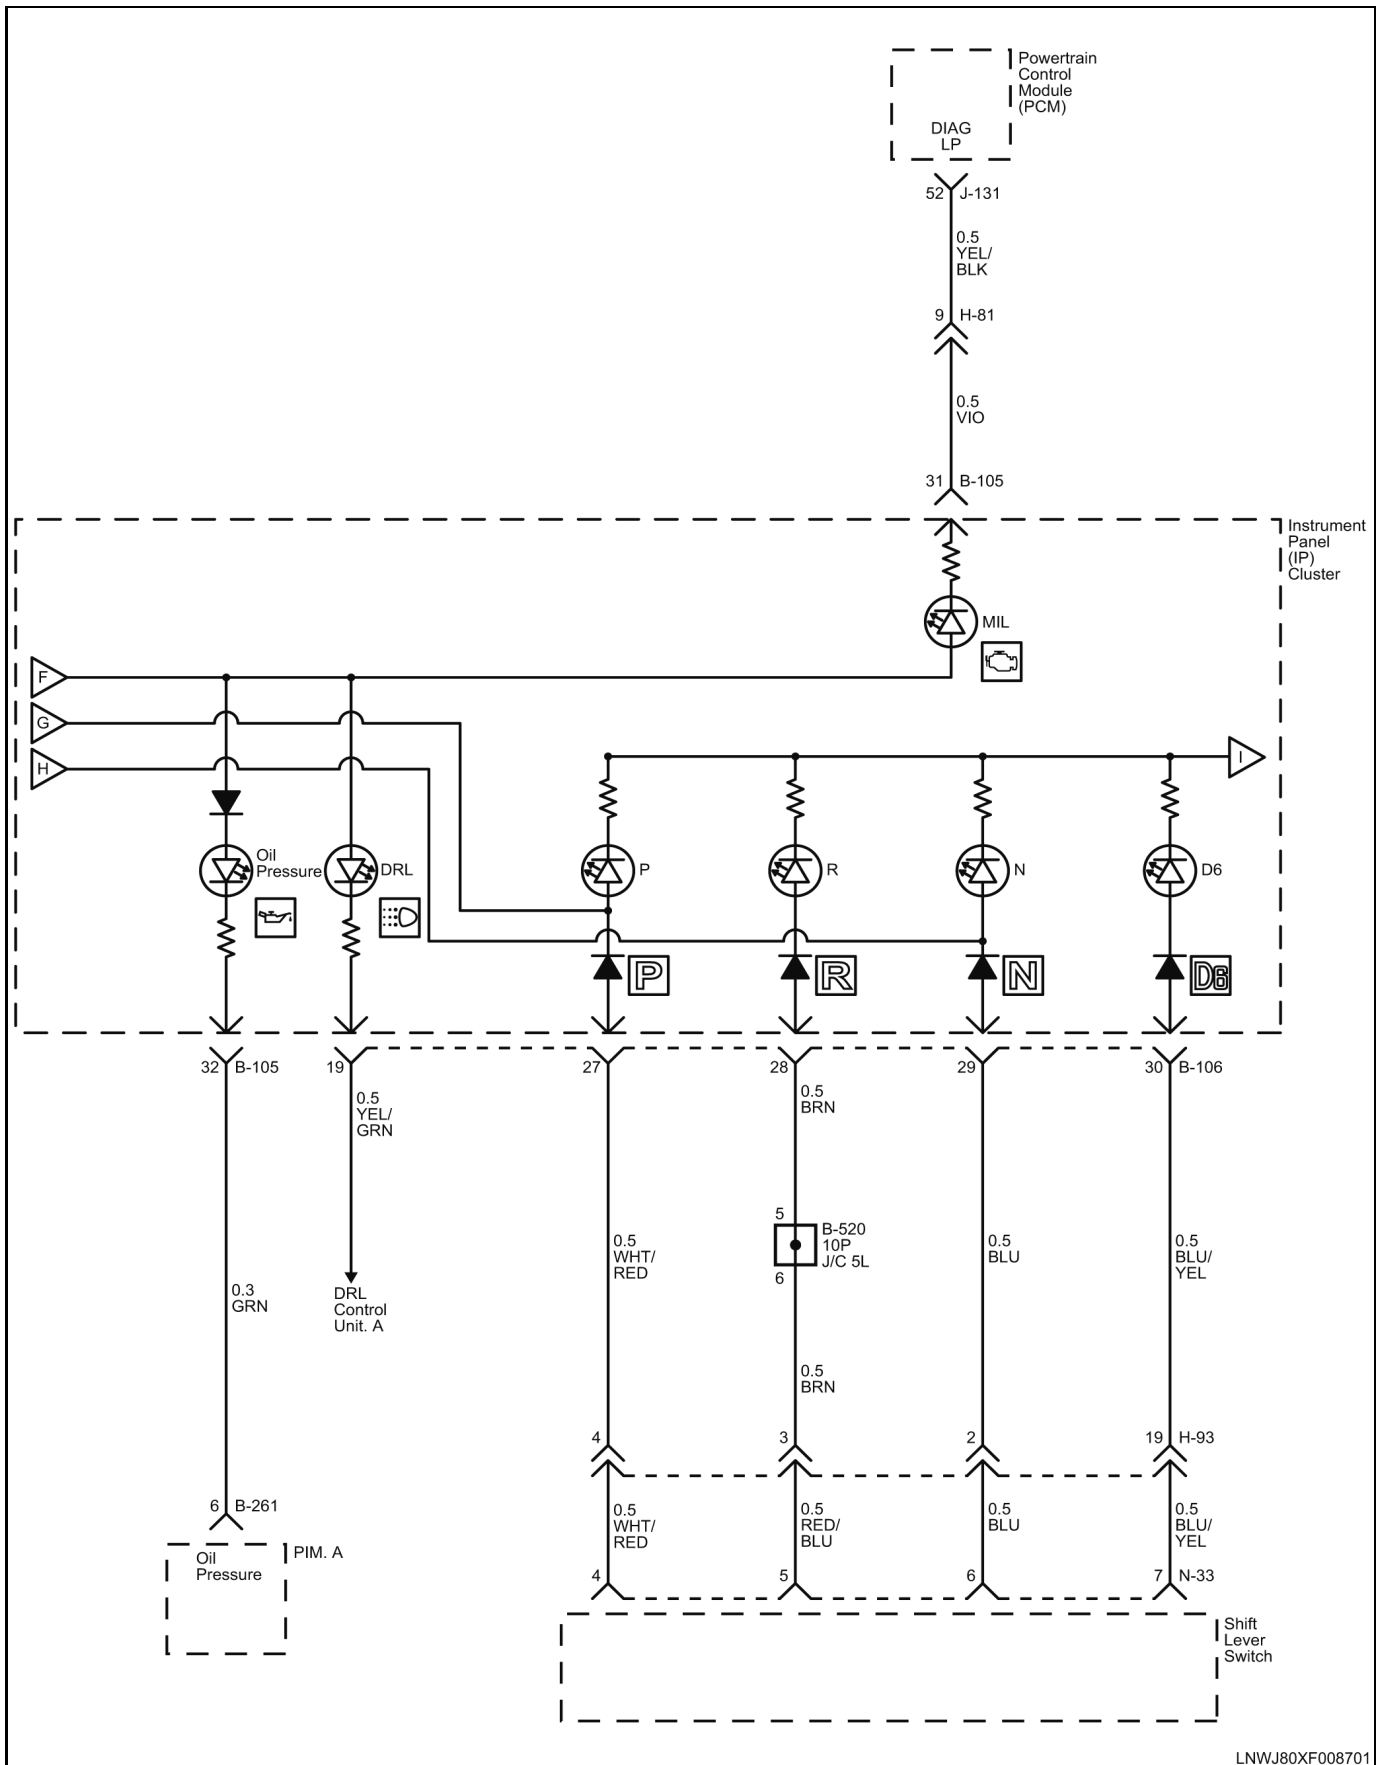 Powertrain
Control
Module
(PCM)
DIAG
LP
52 J-131
0.5
YEL/
BLK
9 H-81
0.5
VIO
31 B-105
Instrument
Panel
(IP)
Cluster
MIL
F
G
H
I
Oil
Pressure
DRL
P
R
N
D6
P
R
N
D6
32 B-105
19
27
28
29
30 B-106
0.5
YEL/
GRN
0.5
BRN
5
B-520
10P
J/C 5L
6
0.5
WHT/
RED
0.5
BLU
0.5
BLU/
YEL
0.3
GRN
DRL
Control
Unit. A
0.5
BRN
4
3
2
19 H-93
6 B-261
0.5
WHT/
RED
0.5
RED/
BLU
0.5
BLU
0.5
BLU/
YEL
Oil
Pressure
PIM. A
4
5
6
7 N-33
Shift
Lever
Switch
LNWJ80XF008701